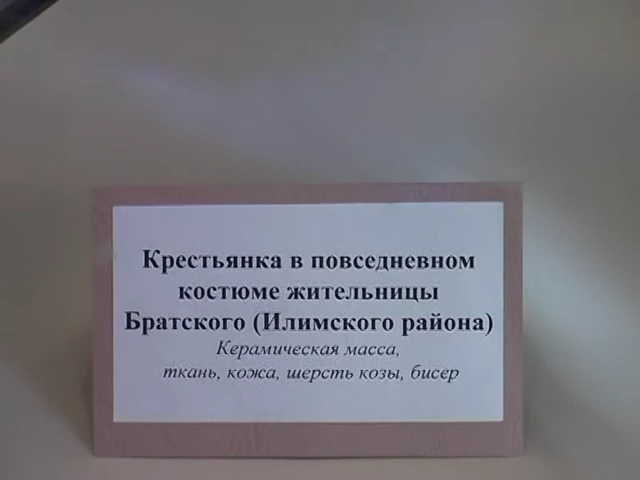 Крестьянка в повседневном
костюме жительницы
Братского (Илимского района)
Керамическая масса,
ткань, кожа, шерсть козы, бисер